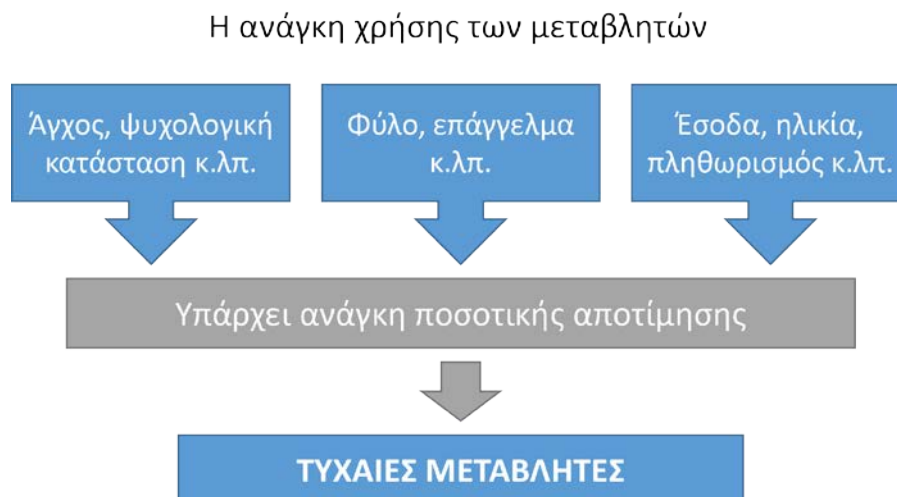 Η ανάγκη χρήσης των μεταβλητών
Άγχος, ψυχολογική
κατάσταση κ.λπ.
Φύλο, επάγγελμα
κ.λπ.
Έσοδα, ηλικία,
πληθωρισμός κ.λπ.
Υπάρχει ανάγκη ποσοτικής αποτίμησης
ΤΥΧΑΙΕΣ ΜΕΤΑΒΛΗΤΕΣ